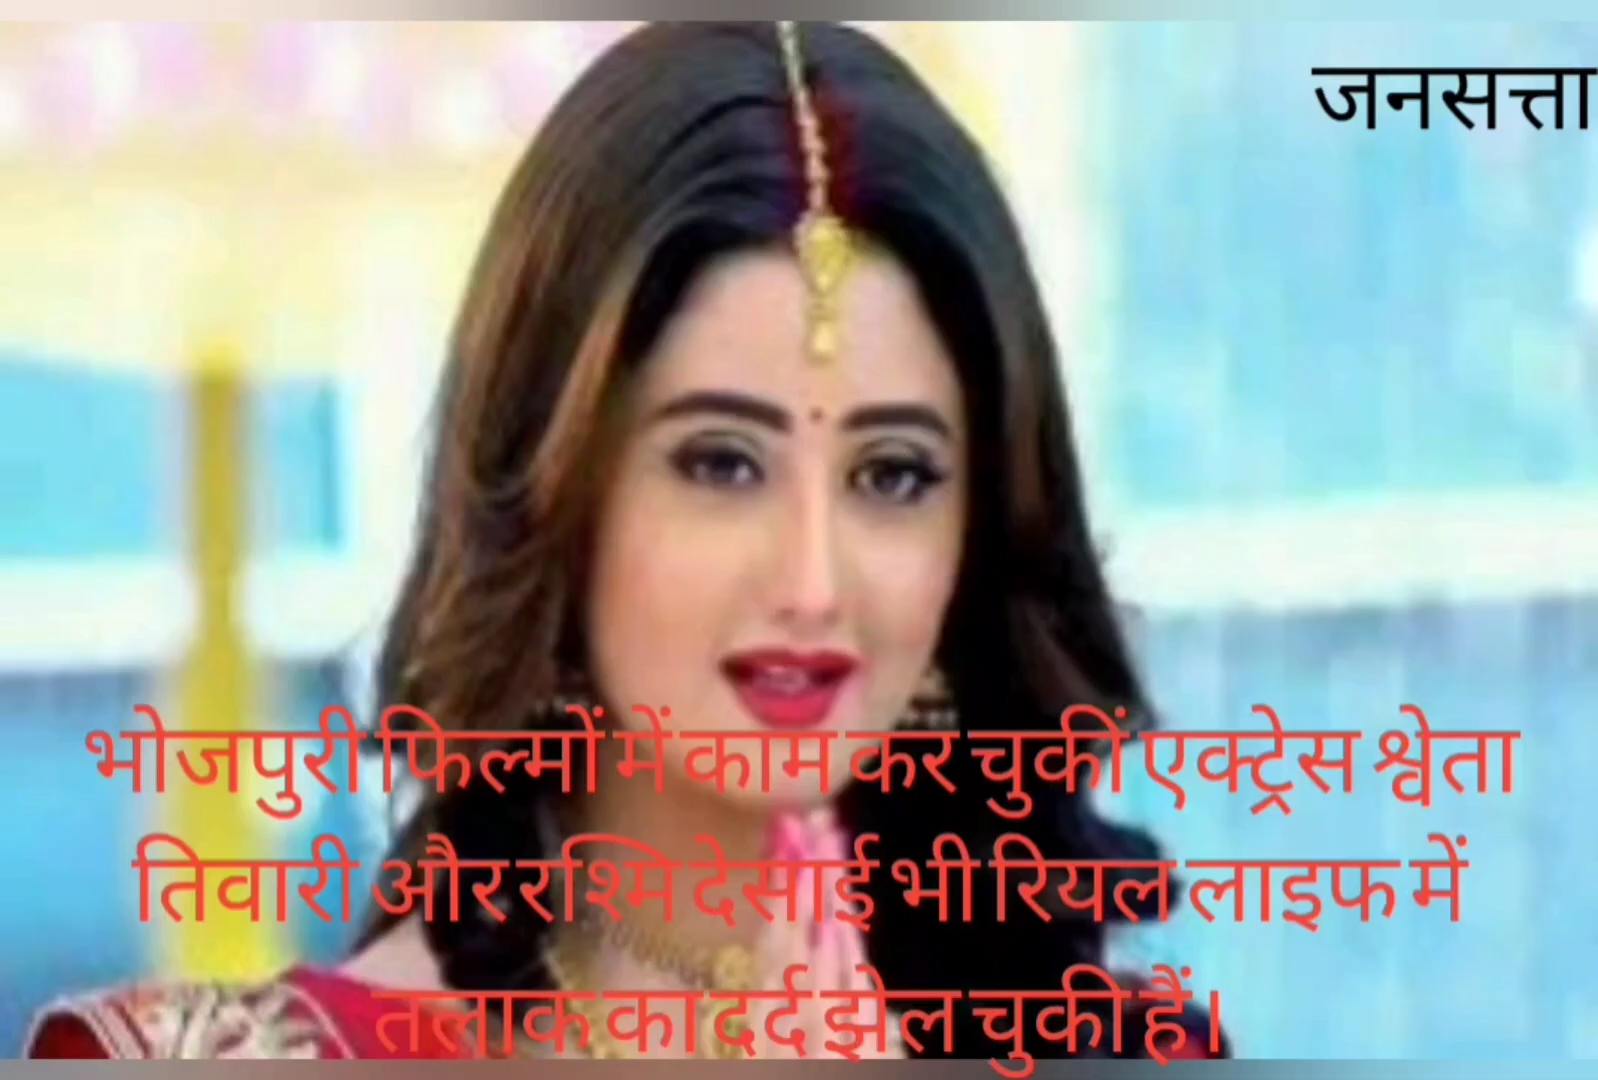 जनसत्ता
भोजपुरी फिल्मों में काम कर चुकीं एक्ट्रेस श्वेता
तिवारी और रश्मि देसाई भी रियल लाइफ में
तलाक का दर्द झेल चुकी हैं।